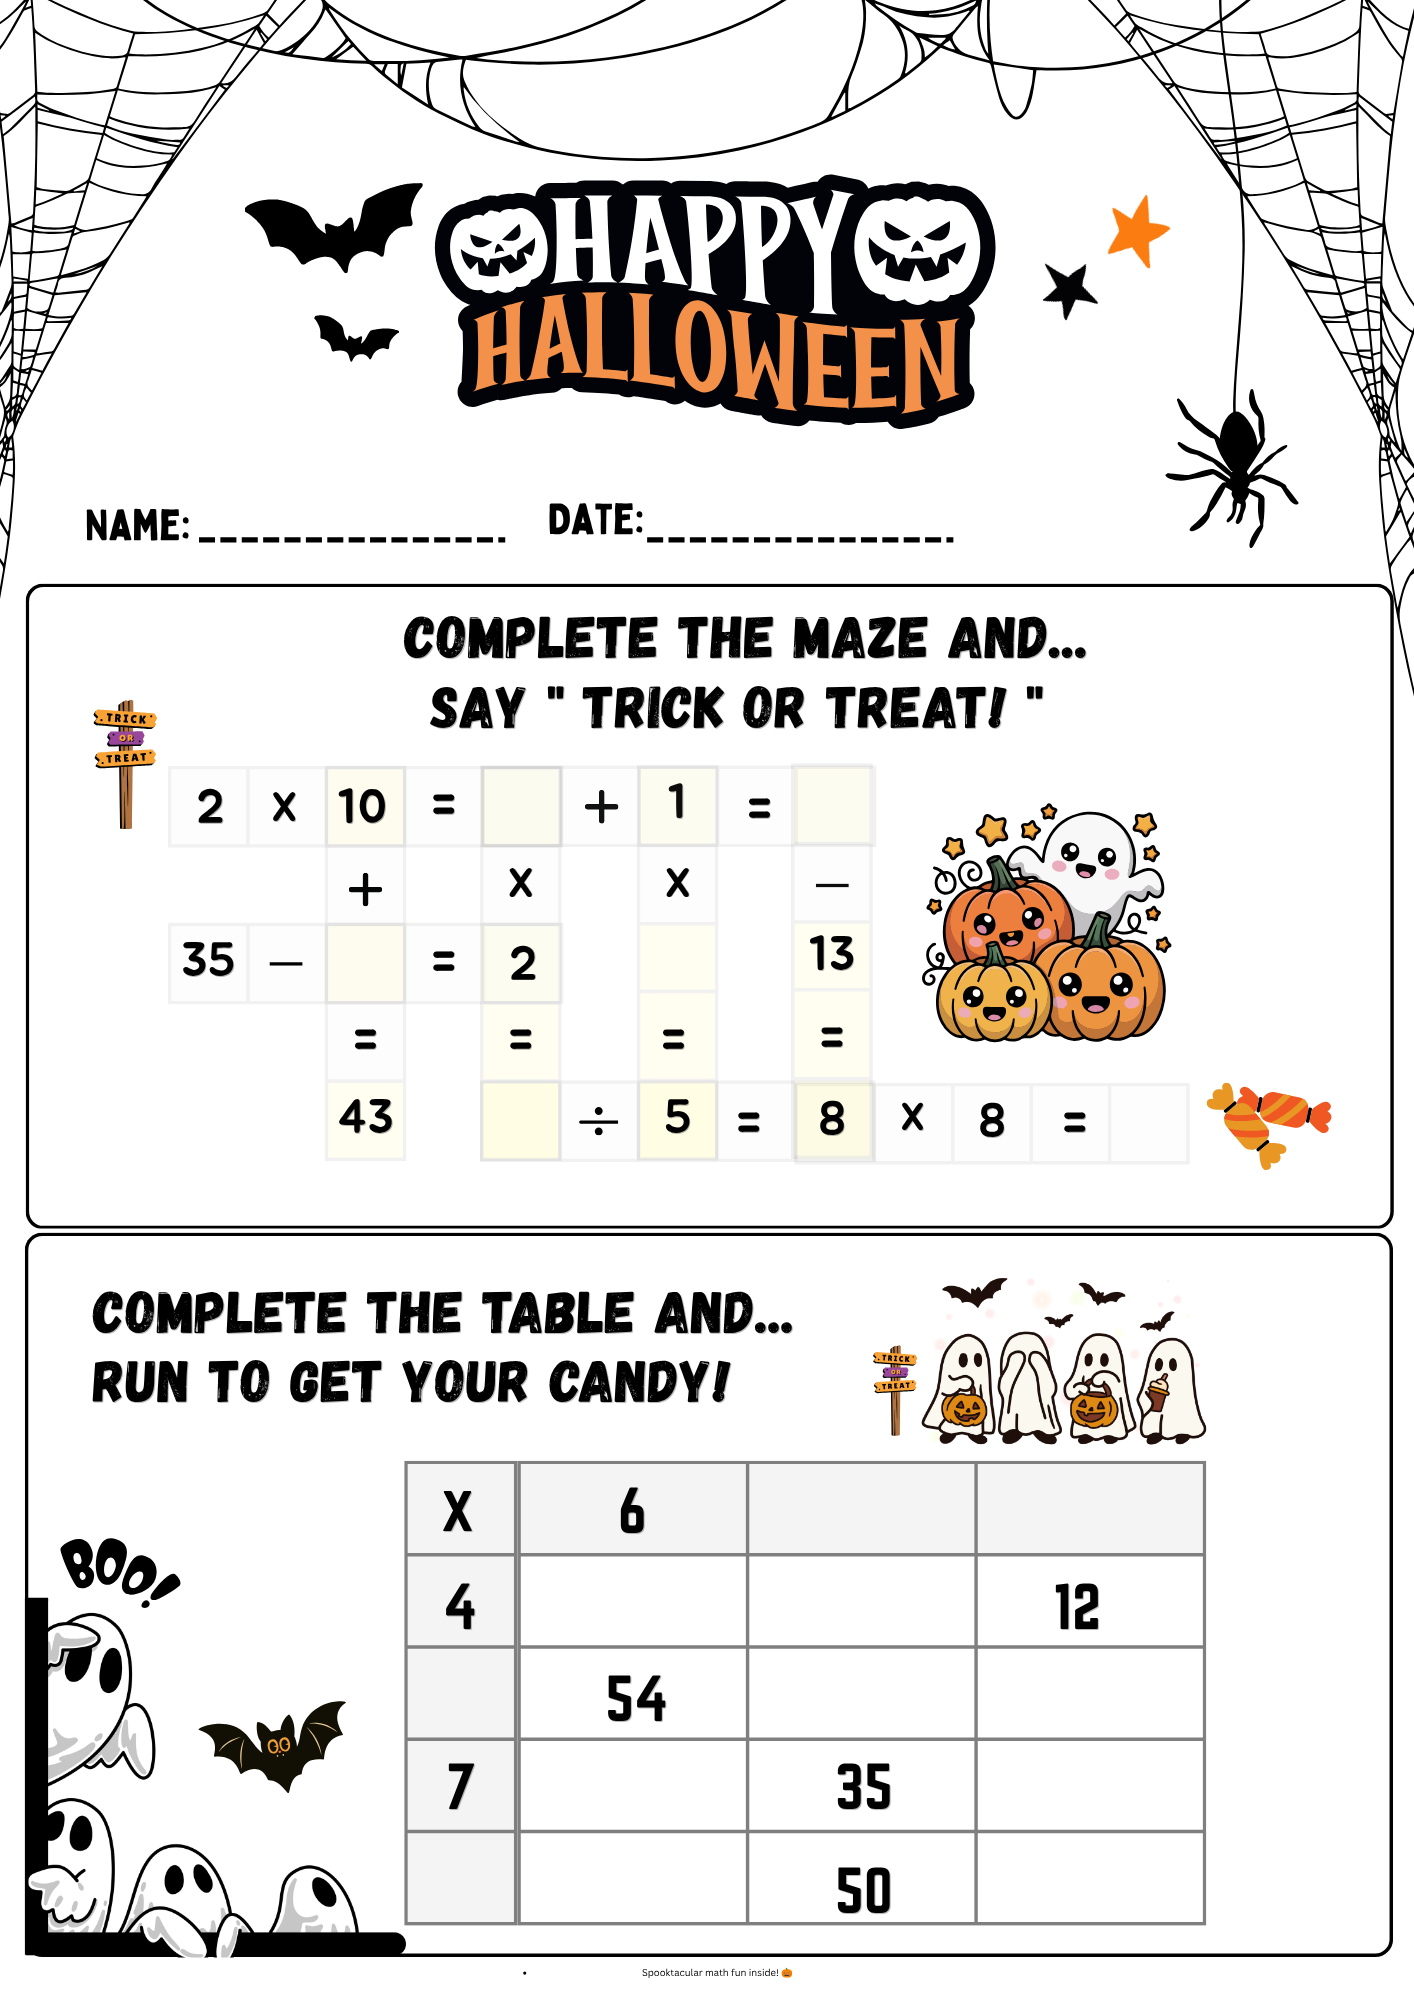 HAPPY
HALLOWEEN
NAME: _______________ DATE: _______________
COMPLETE THE MAZE AND...
SAY " TRICK OR TREAT! "
TRICK
OR
TREAT
2 x 10 = + 1 =
+ x x −
35 − = 2 13
= = = =
43 ÷ 5 = 8 x 8 =
COMPLETE THE TABLE AND...
RUN TO GET YOUR CANDY!
TRICK
OR
TREAT
X 6
BOO!
4 12
54
7 35
50
Spooktacular math fun inside! 🎃